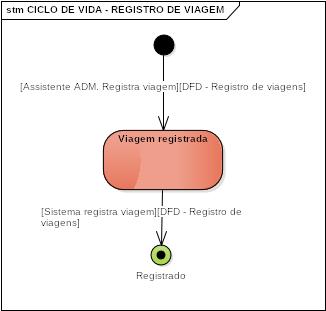 stm CICLO DE VIDA - REGISTRO DE VIAGEM
[Assistente ADM. Registra viagem][DFD - Registro de viagens]
Viagem registrada
[Sistema registra viagem][DFD - Registro de
viagens]
Registrado